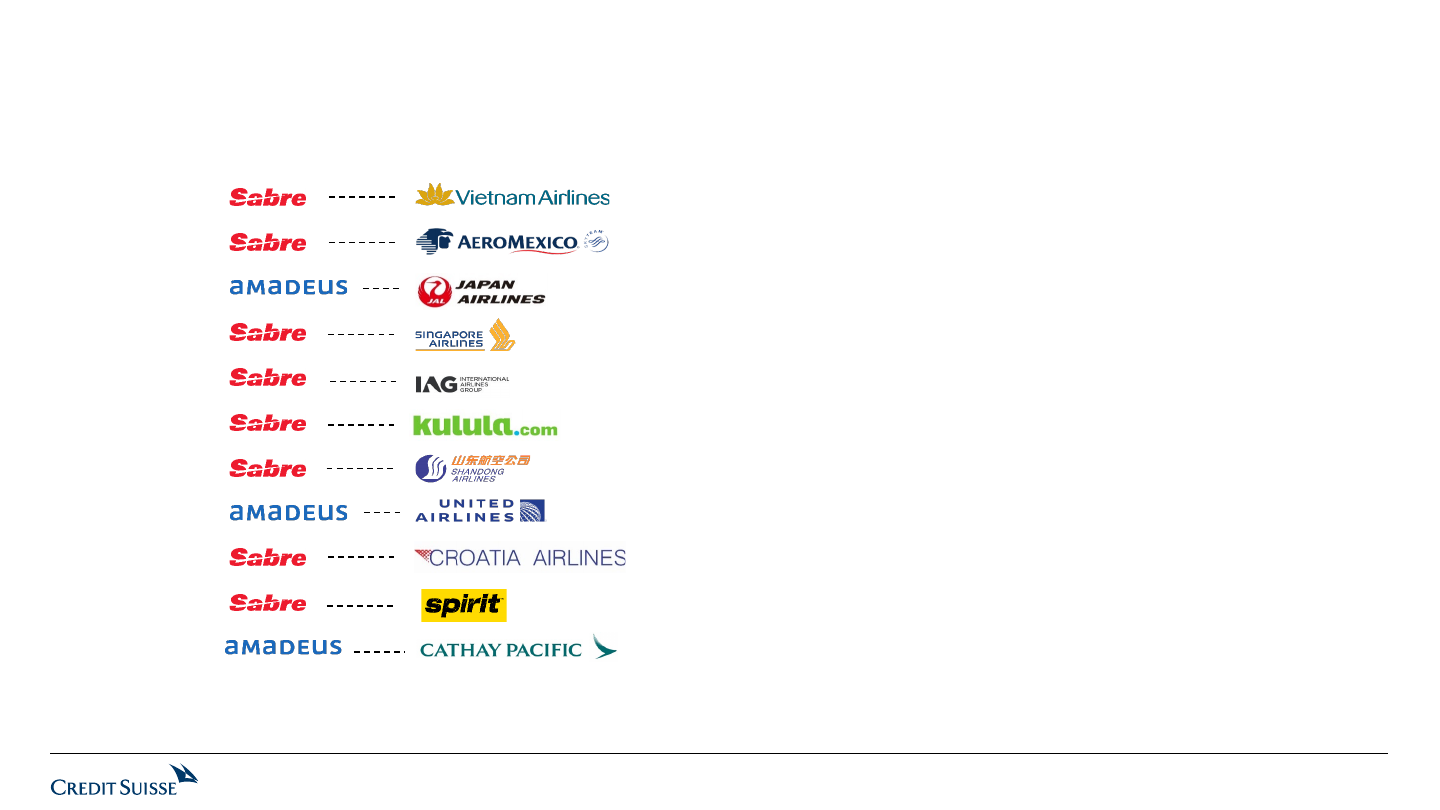 Sabre ------- Vietnam Airlines
Sabre ------- AEROMEXICO. SKYTEAM
aMaDEUS ---- JAPAN
JAL AIRLINES
Sabre ------- SINGAPORE
AIRLINES
Sabre ------- IAG INTERNATIONAL
AIRLINES
GROUP
Sabre ------- kulula.com
Sabre ------- 山东航空公司
SHANDONG
AIRLINES
aMaDEUS ---- UNITED
AIRLINES
Sabre ------- CROATIA AIRLINES
Sabre ------- spirit
aMaDEUS ----- CATHAY PACIFIC
CREDIT SUISSE